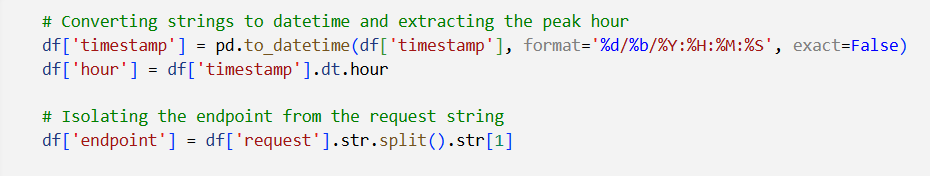 # Converting strings to datetime and extracting the peak hour
df['timestamp'] = pd.to_datetime(df['timestamp'], format='%d/%b/%Y:%H:%M:%S', exact=False)
df['hour'] = df['timestamp'].dt.hour
# Isolating the endpoint from the request string
df['endpoint'] = df['request'].str.split().str[1]